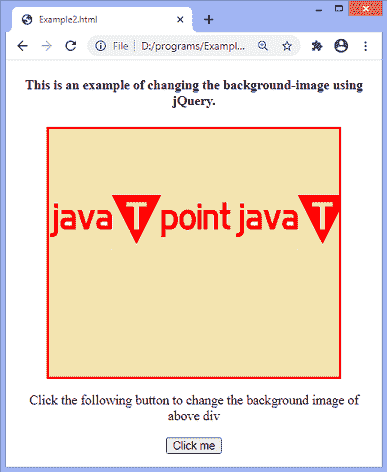 Example2.html
File D:/programs/Exampl...
This is an example of changing the background-image using
jQuery.
java T point java T
Click the following button to change the background image of
above div
Click me